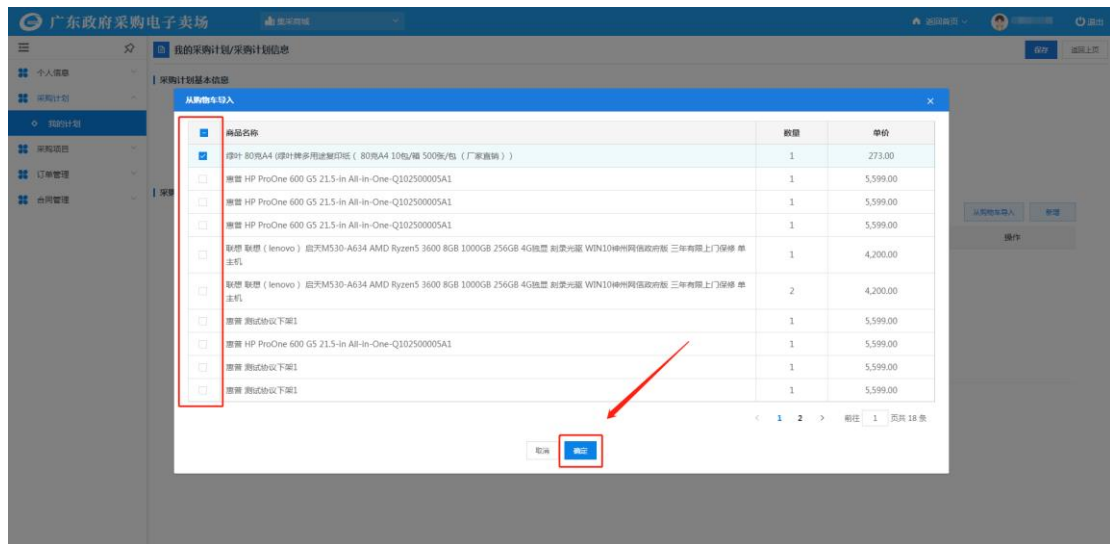 广东政府采购电子卖场
集采商城
返回首页
退出
我的采购计划/采购计划信息
保存
返回上页
个人信息
采购计划
我的计划
采购项目
订单管理
合同管理
采购计划基本信息
从购物车导入
商品名称 数量 单价
绿叶 80克A4 (绿叶牌多用途复印纸 ( 80克A4 10包/箱 500张/包 (厂家直销) )) 1 273.00
惠普 HP ProOne 600 G5 21.5-in All-in-One-Q102500005A1 1 5,599.00
惠普 HP ProOne 600 G5 21.5-in All-in-One-Q102500005A1 1 5,599.00
惠普 HP ProOne 600 G5 21.5-in All-in-One-Q102500005A1 1 5,599.00
联想 联想 ( lenovo ) 启天M530-A634 AMD Ryzen5 3600 8GB 1000GB 256GB 4G独显 刻录光驱 WIN10神州网信政府版 三年有限上门保修 单
主机 1 4,200.00
联想 联想 ( lenovo ) 启天M530-A634 AMD Ryzen5 3600 8GB 1000GB 256GB 4G独显 刻录光驱 WIN10神州网信政府版 三年有限上门保修 单
主机 2 4,200.00
惠普 测试协议下架1 1 5,599.00
惠普 HP ProOne 600 G5 21.5-in All-in-One-Q102500005A1 1 5,599.00
惠普 测试协议下架1 1 5,599.00
惠普 测试协议下架1 1 5,599.00
< 1 2 > 前往 1 页共 18 条
取消 确定
采购
从购物车导入 新增
操作